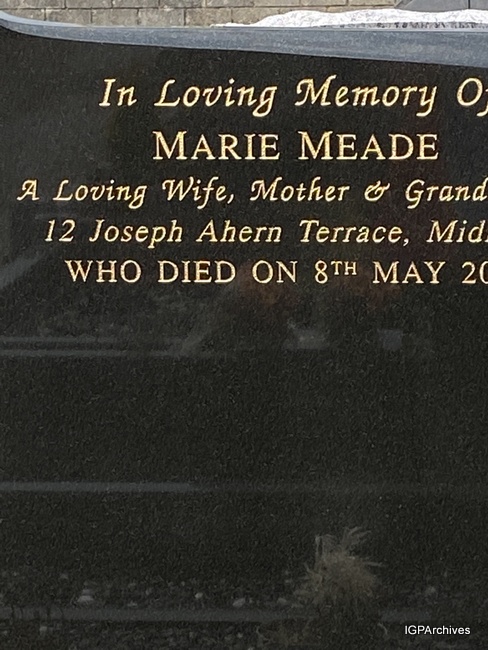 In Loving Memory Of
MARIE MEADE
A Loving Wife, Mother & Grand
12 Joseph Ahern Terrace, Mid
WHO DIED ON 8TH MAY 20
IGPArchives